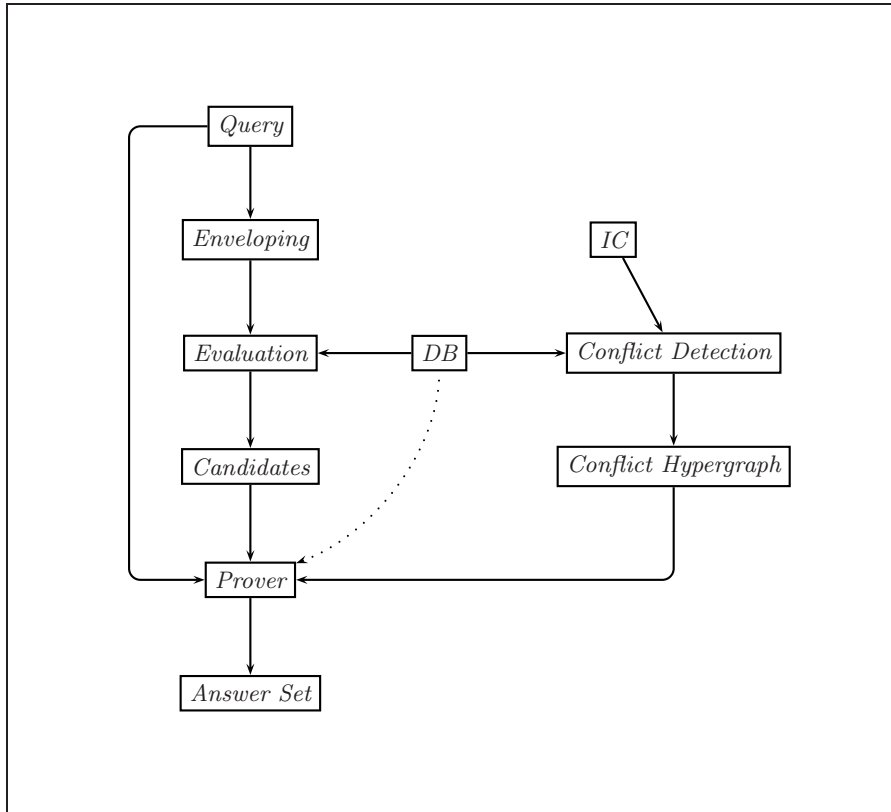 Query
Enveloping
IC
Evaluation
DB
Conflict Detection
Candidates
Conflict Hypergraph
Prover
Answer Set